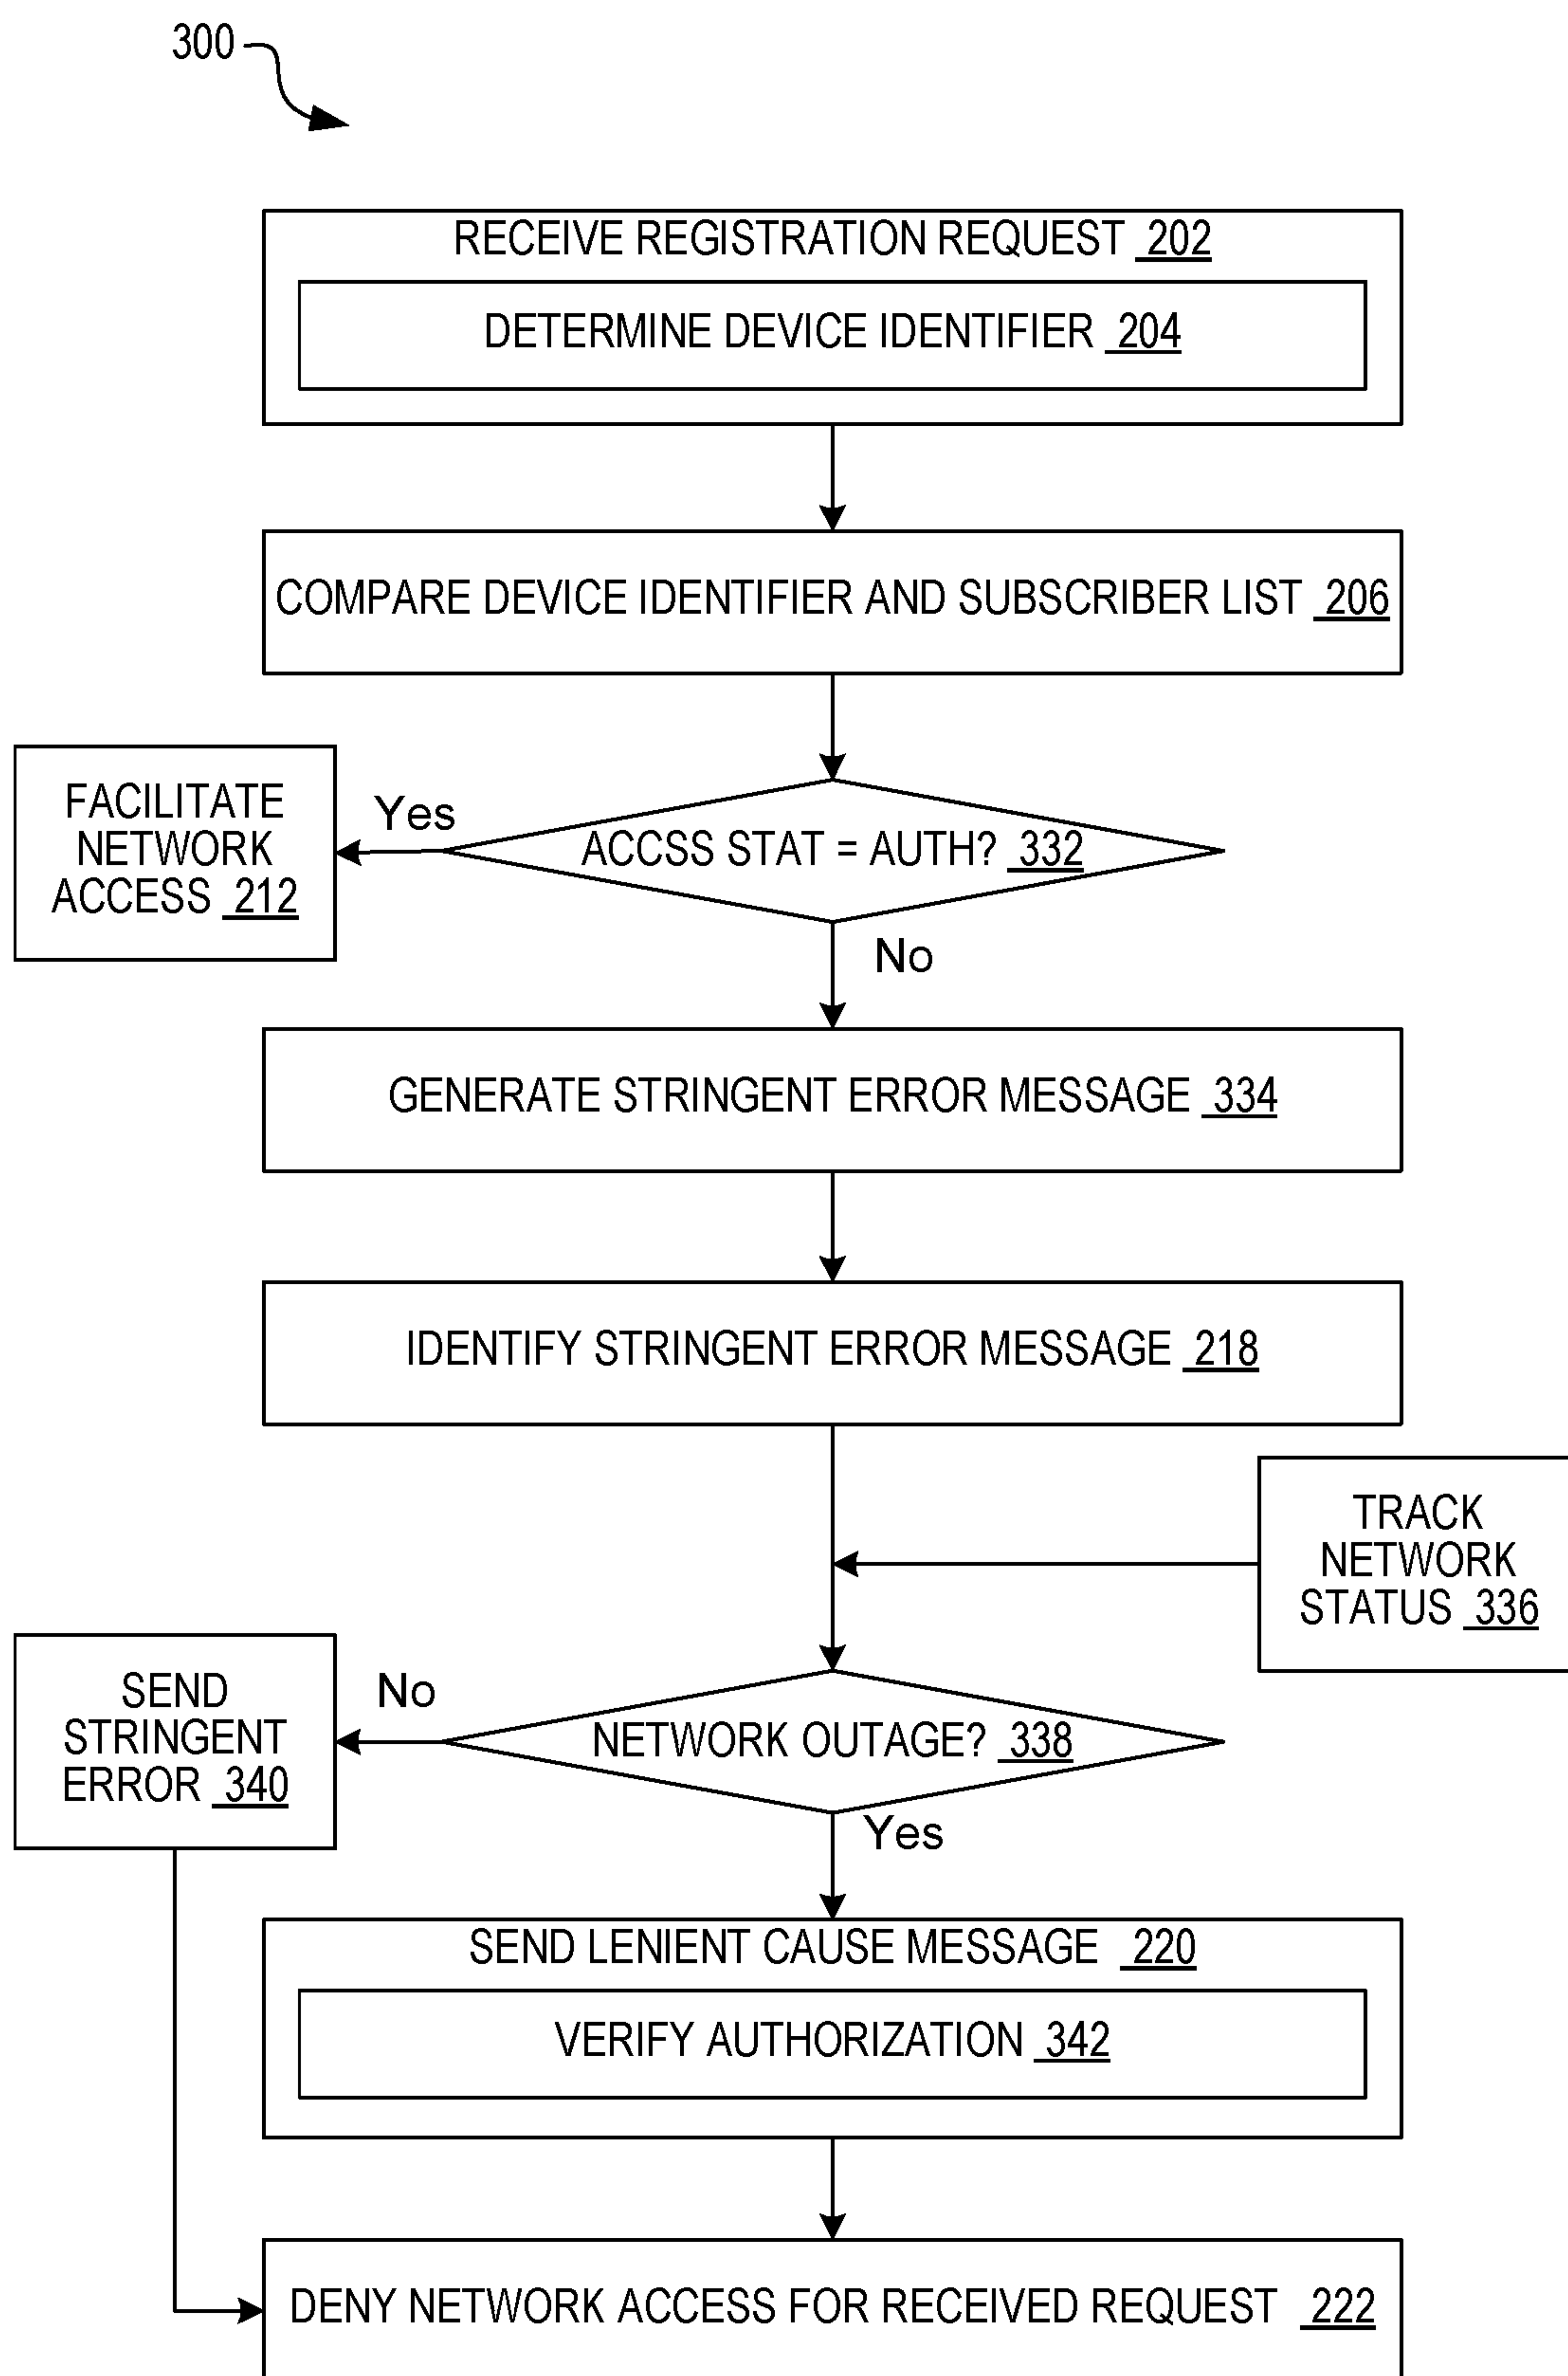 300
RECEIVE REGISTRATION REQUEST 202
DETERMINE DEVICE IDENTIFIER 204
COMPARE DEVICE IDENTIFIER AND SUBSCRIBER LIST 206
FACILITATE
NETWORK
ACCESS 212
Yes
ACCSS STAT = AUTH? 332
No
GENERATE STRINGENT ERROR MESSAGE 334
IDENTIFY STRINGENT ERROR MESSAGE 218
TRACK
NETWORK
STATUS 336
SEND
STRINGENT
ERROR 340
No
NETWORK OUTAGE? 338
Yes
SEND LENIENT CAUSE MESSAGE 220
VERIFY AUTHORIZATION 342
DENY NETWORK ACCESS FOR RECEIVED REQUEST 222